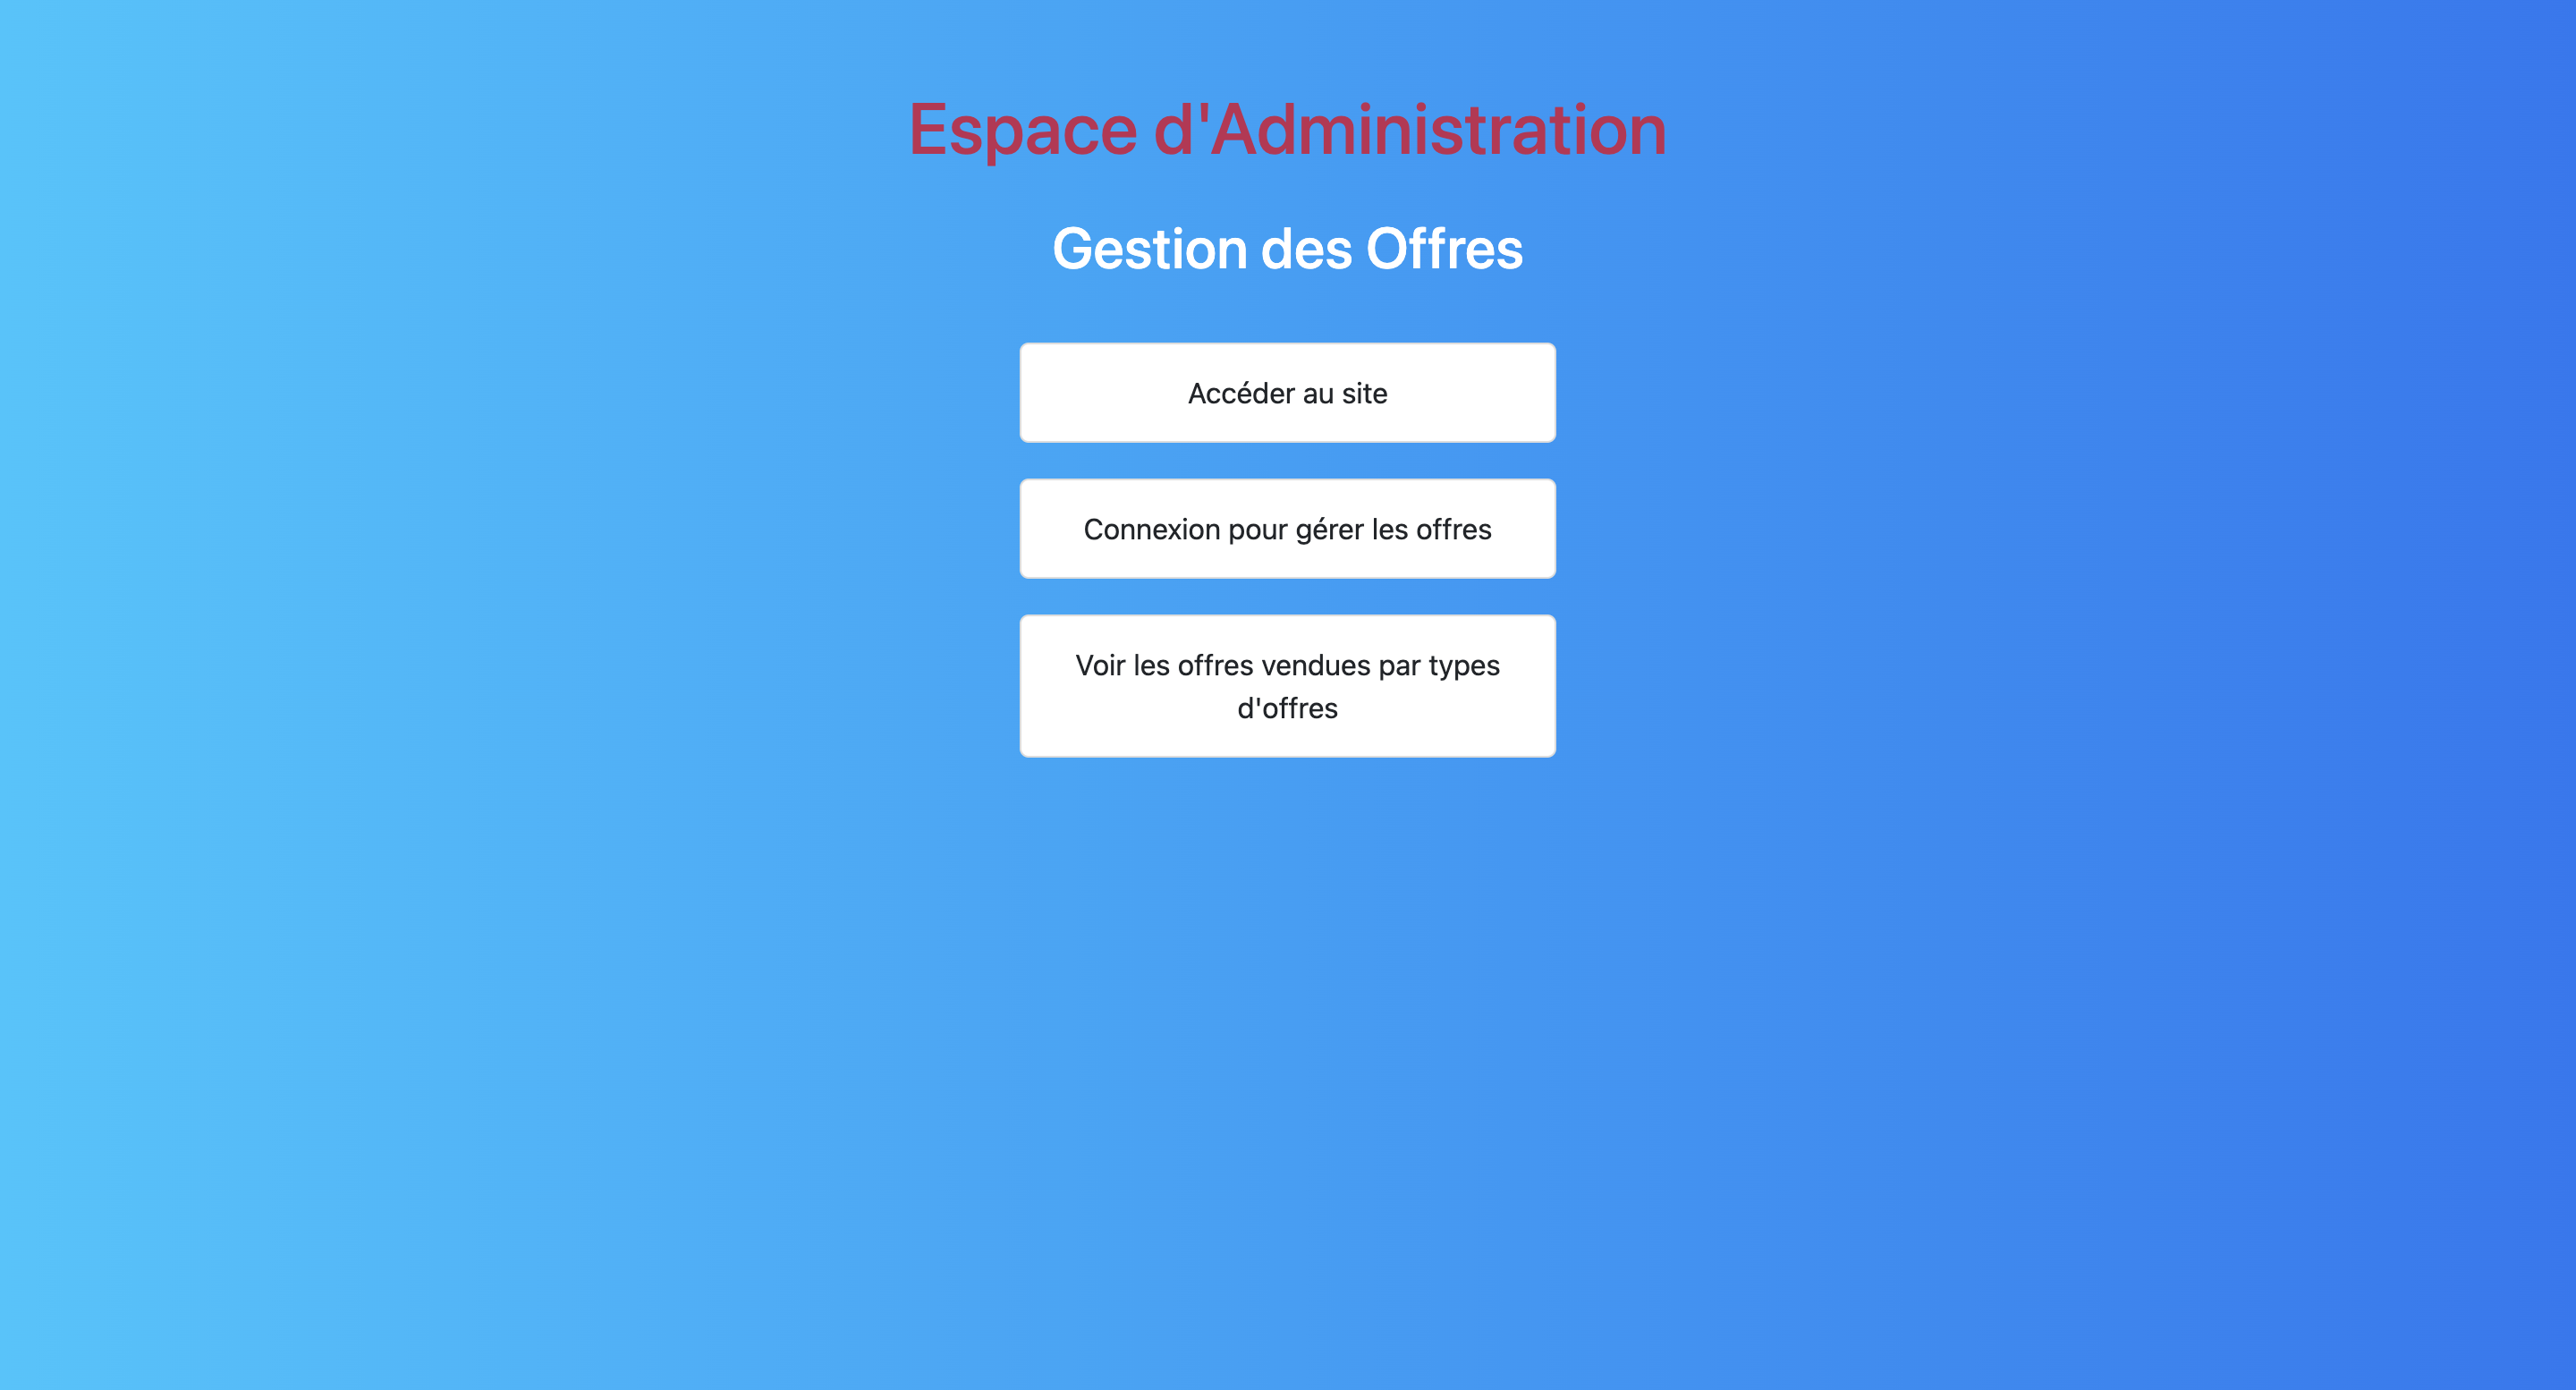 Espace d'Administration
Gestion des Offres
Accéder au site
Connexion pour gérer les offres
Voir les offres vendues par types
d'offres